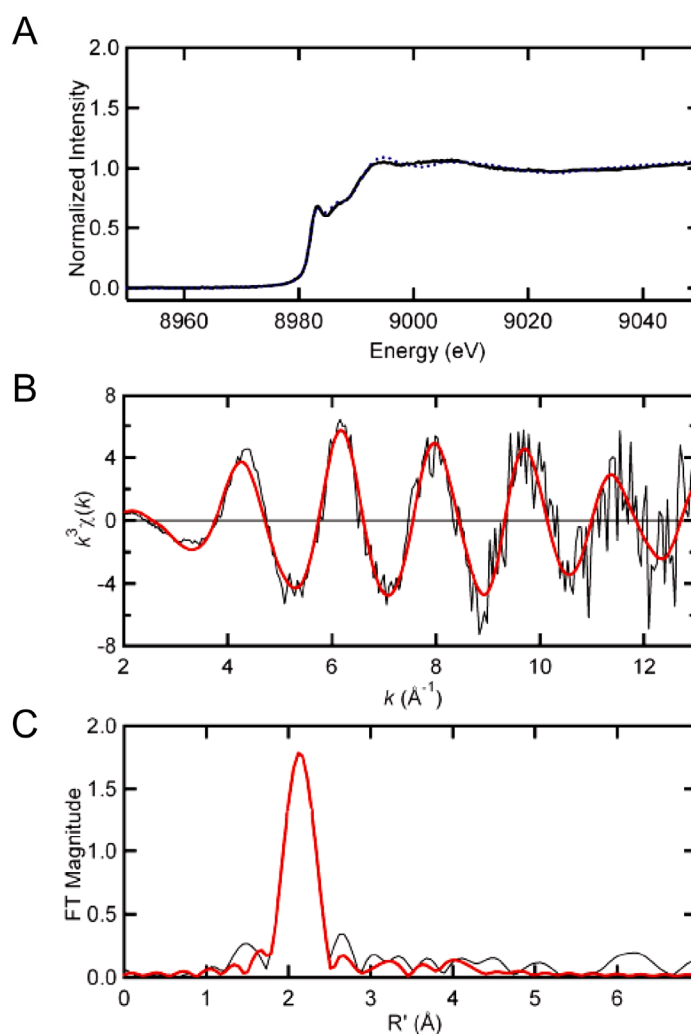 A
2.0
1.5
1.0
0.5
0.0
Normalized Intensity
8960 8980 9000 9020 9040
Energy (eV)
B
8
4
0
-4
-8
k³χ(k)
2 4 6 8 10 12
k (Å⁻¹)
C
2.0
1.5
1.0
0.5
0.0
FT Magnitude
0 1 2 3 4 5 6
R' (Å)